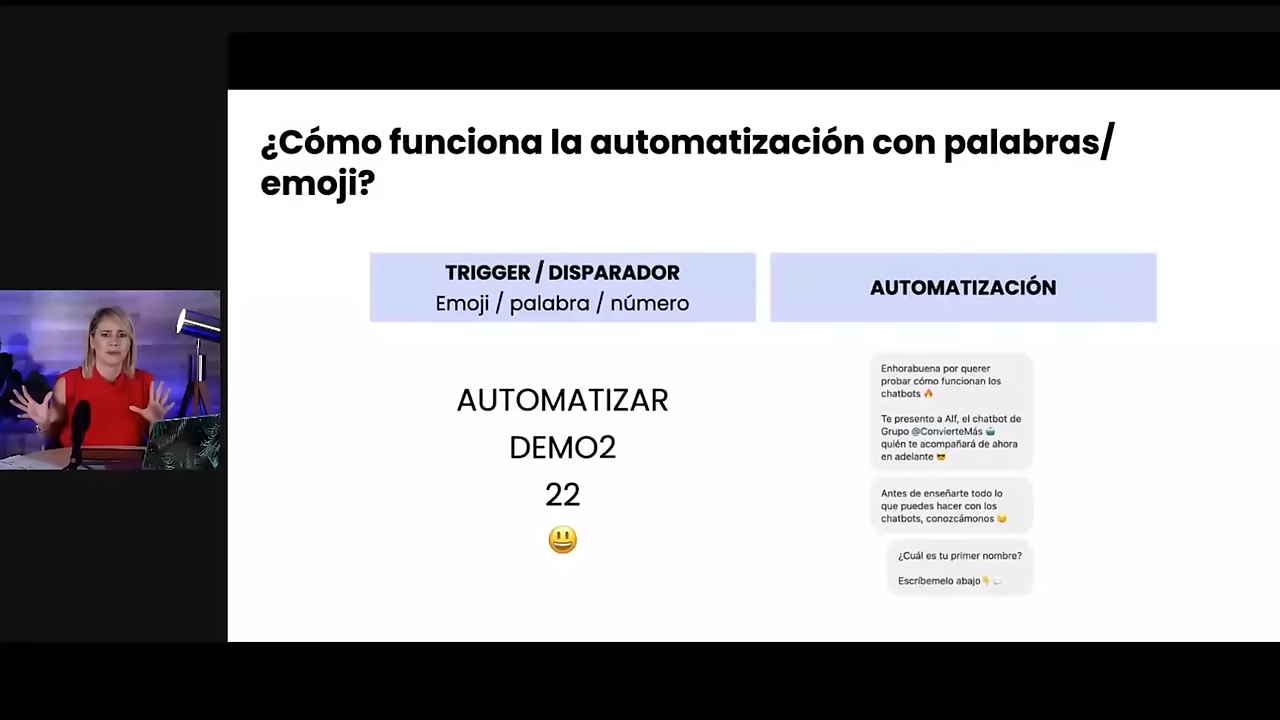 ¿Cómo funciona la automatización con palabras/
emoji?
TRIGGER / DISPARADOR
Emoji / palabra / número
AUTOMATIZACIÓN
AUTOMATIZAR
DEMO2
22
😃
Enhorabuena por querer
probar cómo funcionan los
chatbots 🔥
Te presento a Alf, el chatbot de
Grupo @ConvierteMás 🤖
quién te acompañará de ahora
en adelante 😎
Antes de enseñarte todo lo
que puedes hacer con los
chatbots, conozcámonos 😉
¿Cuál es tu primer nombre?
Escríbemelo abajo👇 💬